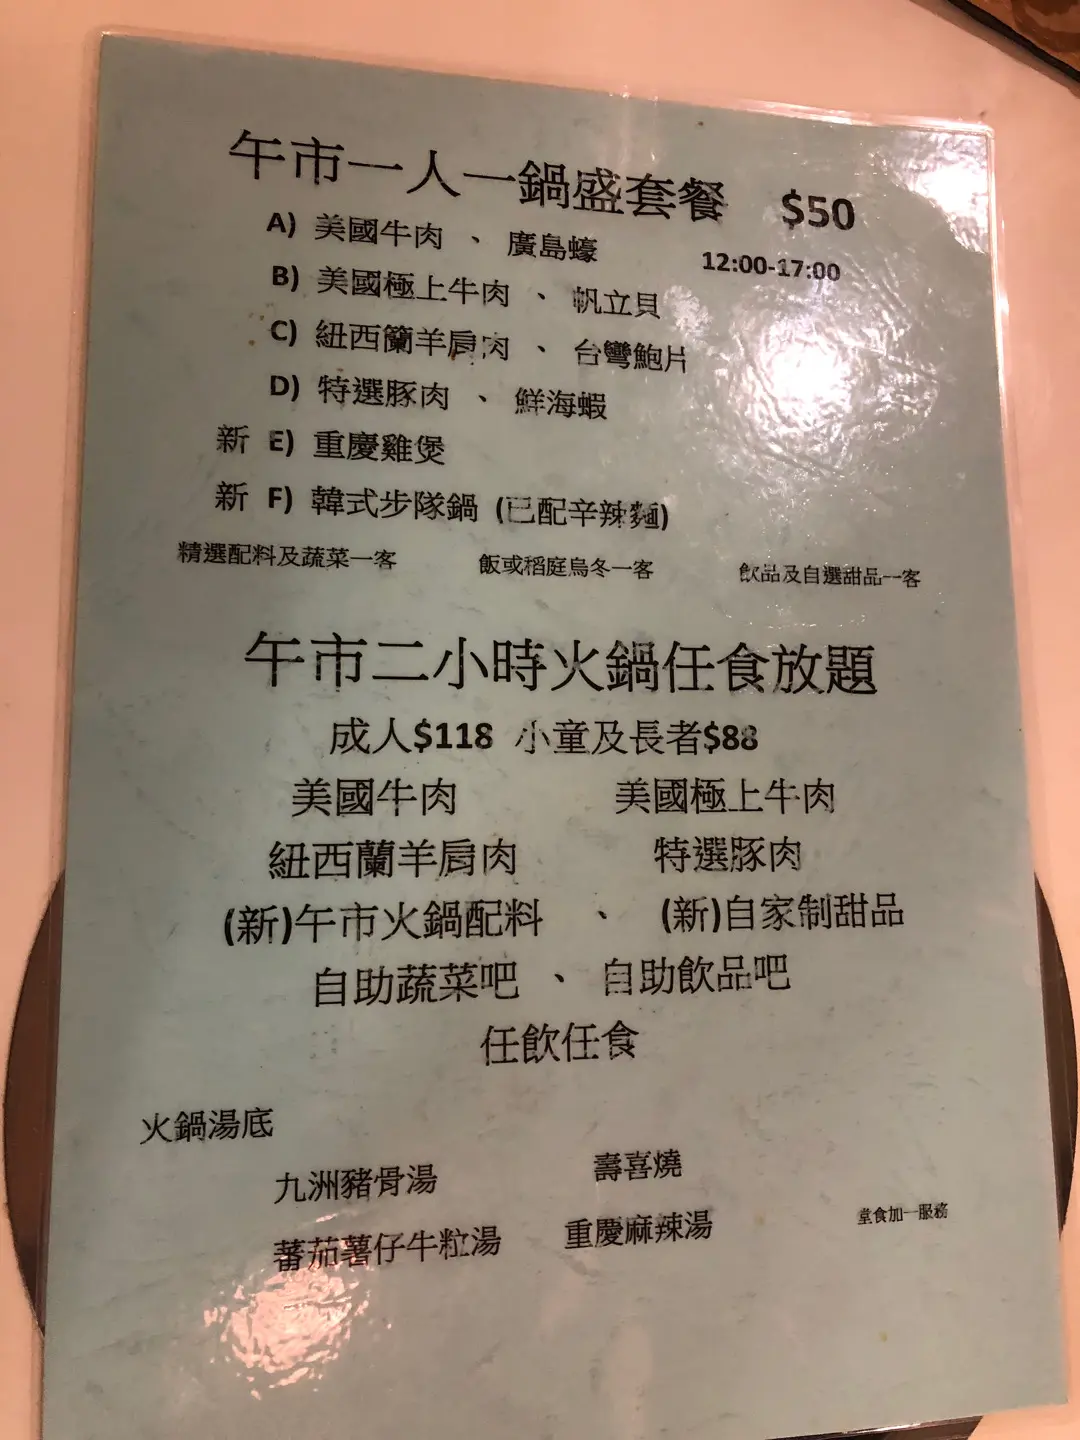 午市一人一鍋盛套餐 $50
A) 美國牛肉 、 廣島蠔
12:00-17:00
B) 美國極上牛肉 、 帆立貝
C) 紐西籣羊肩肉 、 台灣鮑片
D) 特選豚肉 、 鮮海蝦
新 E) 重慶雞煲
新 F) 韓式步隊鍋 (已配辛辣麵)
精選配料及蔬菜一客 飯或稻庭烏冬一客 飲品及自選甜品一客
午市二小時火鍋任食放題
成人$118 小童及長者$88
美國牛肉 美國極上牛肉
紐西蘭羊肩肉 特選豚肉
(新)午市火鍋配料 、 (新)自家制甜品
自助蔬菜吧 、 自助飲品吧
任飲任食
火鍋湯底
九洲豬骨湯 壽喜燒
蕃茄薯仔牛粒湯 重慶麻辣湯
堂食加一服務